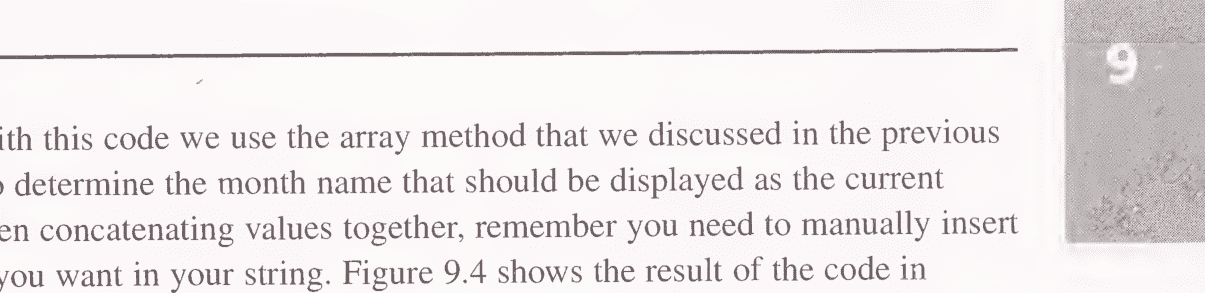 9
ith this code we use the array method that we discussed in the previous
determine the month name that should be displayed as the current
en concatenating values together, remember you need to manually insert
you want in your string. Figure 9.4 shows the result of the code in